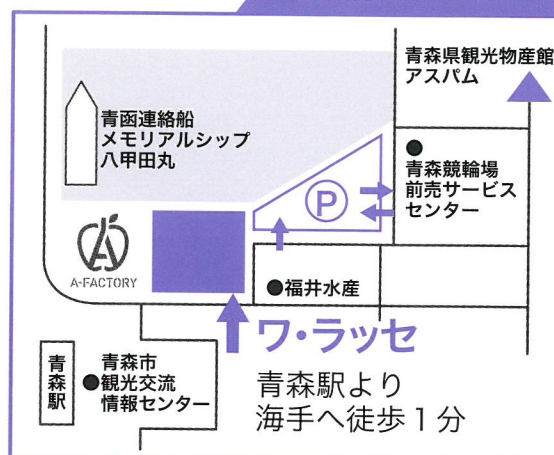 青森県観光物産館
アスパム
青函連絡船
メモリアルシップ
八甲田丸
青森競輪場
前売サービス
センター
P
A-FACTORY
福井水産
ワ・ラッセ
青森駅より
海手へ徒歩1分
青森駅
青森市
観光交流
情報センター